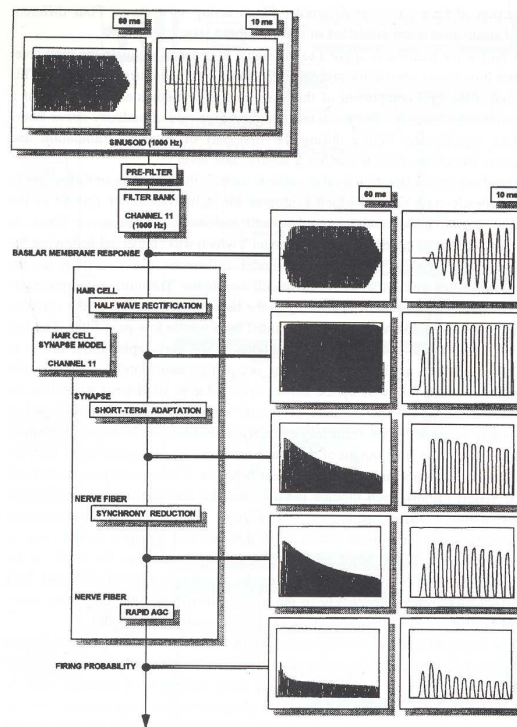 60 ms
10 ms
SINUSOID (1000 Hz)
PRE-FILTER
FILTER BANK
CHANNEL 11
(1000 Hz)
60 ms
10 ms
BASILAR MEMBRANE RESPONSE
HAIR CELL
HALF WAVE RECTIFICATION
HAIR CELL
SYNAPSE MODEL
CHANNEL 11
SYNAPSE
SHORT-TERM ADAPTATION
NERVE FIBER
SYNCHRONY REDUCTION
NERVE FIBER
RAPID AGC
FIRING PROBABILITY